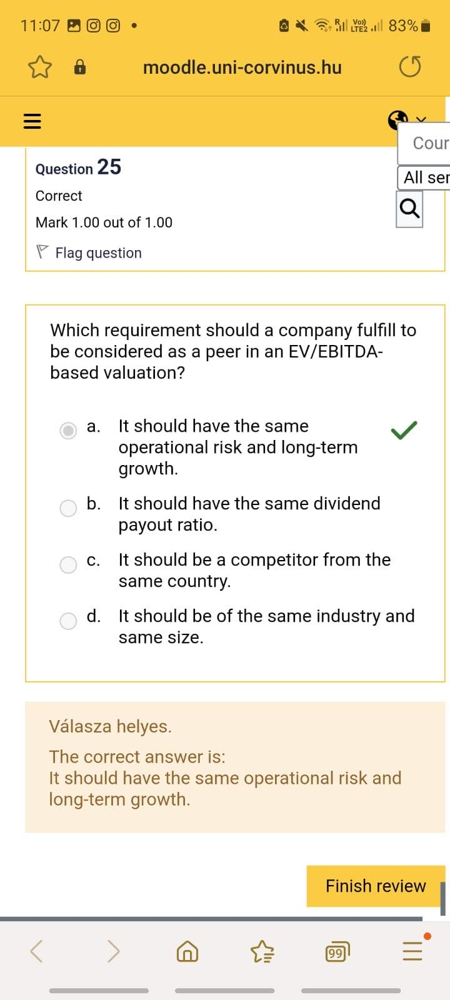 11:07
R
Vo))
LTE2
83%
moodle.uni-corvinus.hu
Cour
All ser
Question 25
Correct
Mark 1.00 out of 1.00
Flag question
Which requirement should a company fulfill to
be considered as a peer in an EV/EBITDA-
based valuation?
a. It should have the same
operational risk and long-term
growth.
b. It should have the same dividend
payout ratio.
c. It should be a competitor from the
same country.
d. It should be of the same industry and
same size.
Válasza helyes.
The correct answer is:
It should have the same operational risk and
long-term growth.
Finish review
99